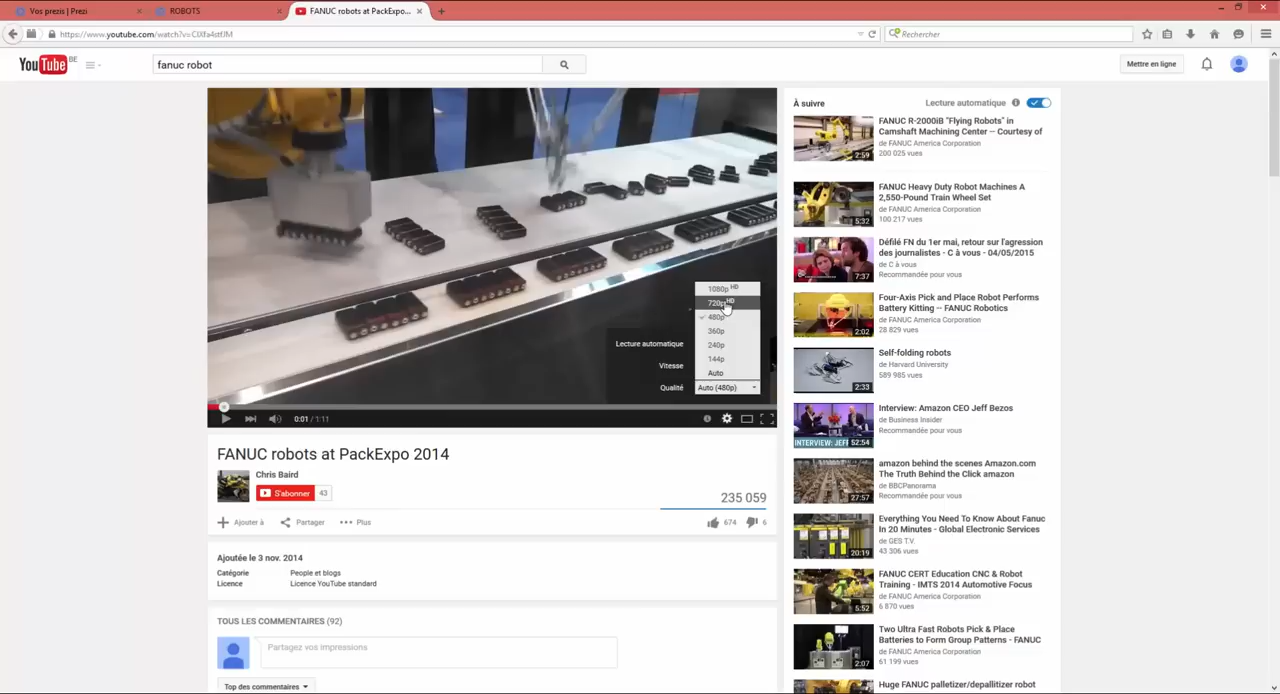 Vos prezis | Prezi
ROBOTS
FANUC robots at PackExpo...
Rechercher
YouTube BE
fanuc robot
Mettre en ligne
1080p HD
720p HD
480p
360p
240p
144p
Auto
Lecture automatique
Vitesse
Qualité
Auto (480p)
0:01 / 1:11
FANUC robots at PackExpo 2014
Chris Baird
S'abonner
43
235 059
Ajouter à
Partager
Plus
674
6
Ajoutée le 3 nov. 2014
Catégorie
People et blogs
Licence
Licence YouTube standard
TOUS LES COMMENTAIRES (92)
Partagez vos impressions
Top des commentaires
À suivre
Lecture automatique
FANUC R-2000iB "Flying Robots" in
Camshaft Machining Center -- Courtesy of
de FANUC America Corporation
200 025 vues
2:59
FANUC Heavy Duty Robot Machines A
2,550-Pound Train Wheel Set
de FANUC America Corporation
100 217 vues
5:32
Défilé FN du 1er mai, retour sur l'agression
des journalistes - C à vous - 04/05/2015
de C à vous
Recommandée pour vous
7:37
Four-Axis Pick and Place Robot Performs
Battery Kitting -- FANUC Robotics
de FANUC America Corporation
28 829 vues
2:02
Self-folding robots
de Harvard University
589 985 vues
2:33
Interview: Amazon CEO Jeff Bezos
de Business Insider
Recommandée pour vous
52:54
amazon behind the scenes Amazon.com
The Truth Behind the Click amazon
de BBCPanorama
Recommandée pour vous
27:57
Everything You Need To Know About Fanuc
In 20 Minutes - Global Electronic Services
de GES T.V.
43 306 vues
20:19
FANUC CERT Education CNC & Robot
Training - IMTS 2014 Automotive Focus
de FANUC America Corporation
6 870 vues
5:52
Two Ultra Fast Robots Pick & Place
Batteries to Form Group Patterns - FANUC
de FANUC America Corporation
61 199 vues
2:07
Huge FANUC palletizer/depallitizer robot